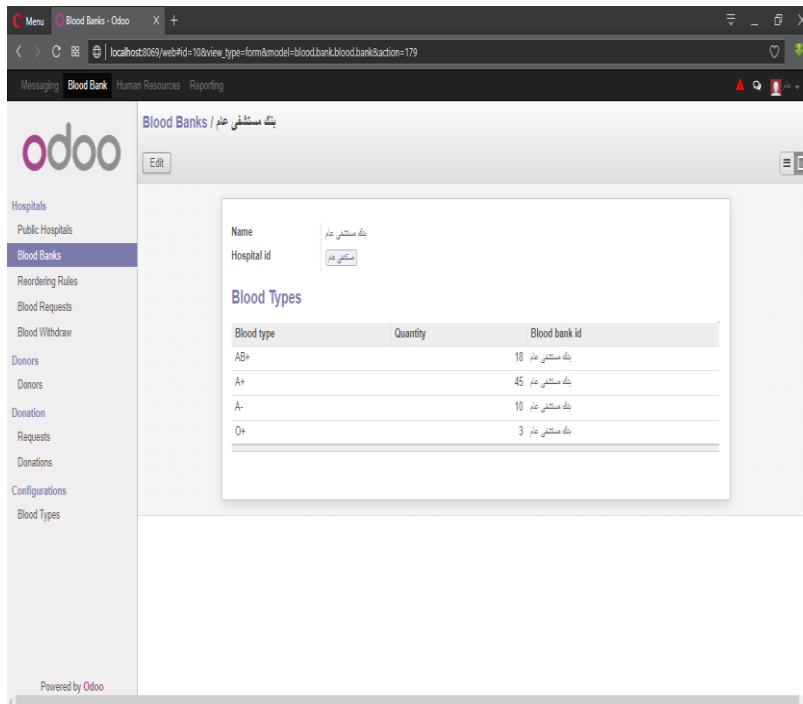 Menu Blood Banks - Odoo X +
localhost:8069/web#id=10&view_type=form&model=blood.bank.blood.bank&action=179
Messaging Blood Bank Human Resources Reporting
odoo
Blood Banks / بنك مستشفى عام
Edit
Hospitals
Public Hospitals
Blood Banks
Reordering Rules
Blood Requests
Blood Withdraw
Donors
Donors
Donation
Requests
Donations
Configurations
Blood Types
Name بنك مستشفى عام
Hospital id مستشفى عام
Blood Types
Blood type Quantity Blood bank id
AB+ 18 بنك مستشفى عام
A+ 45 بنك مستشفى عام
A- 10 بنك مستشفى عام
O+ 3 بنك مستشفى عام
Powered by Odoo